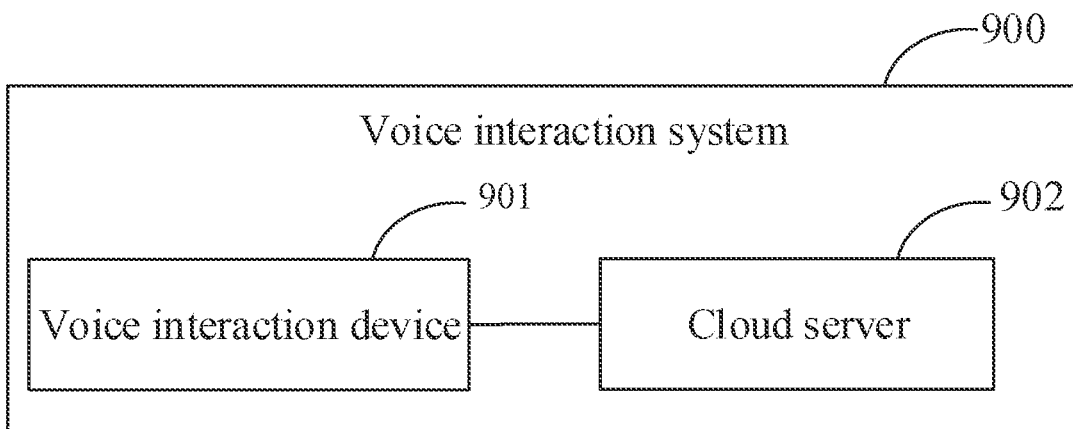 900
Voice interaction system
901
902
Voice interaction device
Cloud server